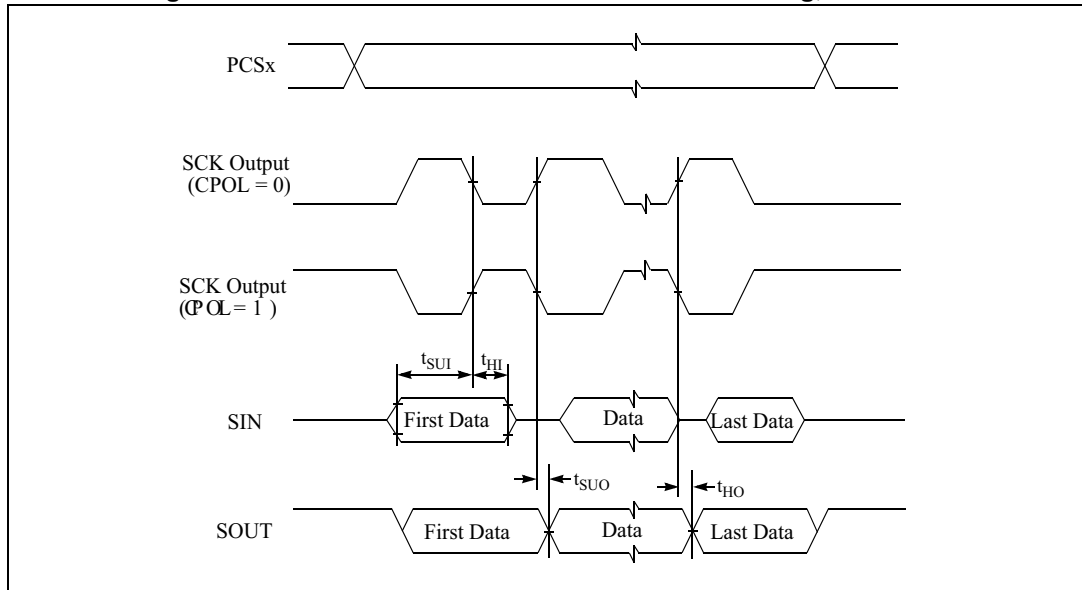 PCSx
SCK Output
(CPOL = 0)
SCK Output
(CPOL = 1 )
tSUI
tHI
SIN
First Data
Data
Last Data
tSUO
tHO
SOUT
First Data
Data
Last Data